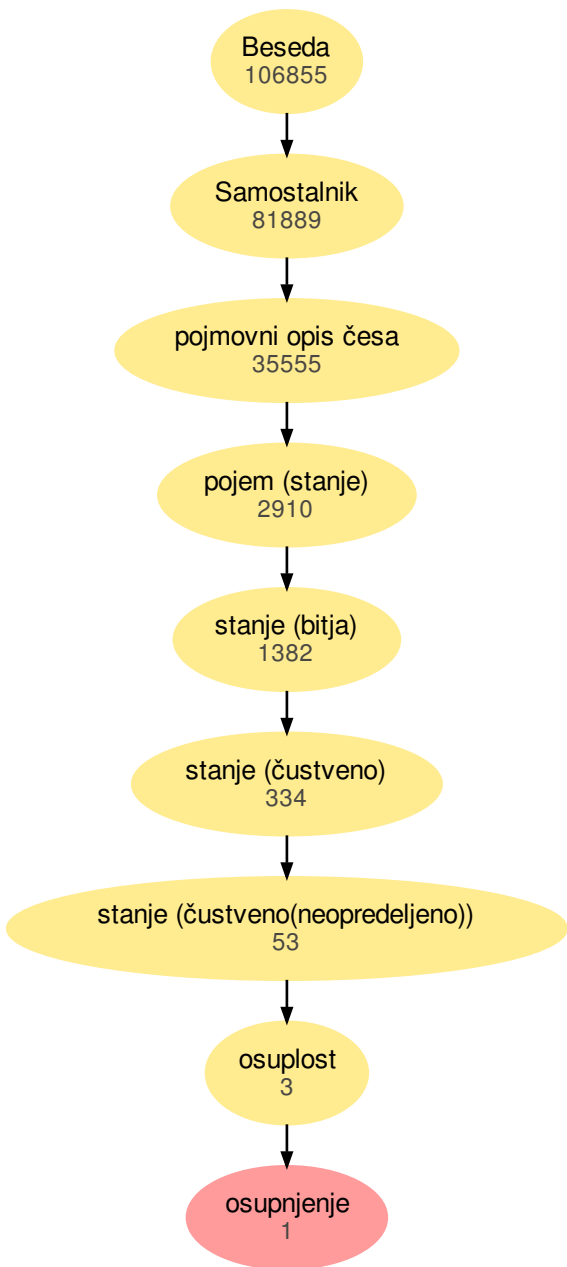 Beseda
106855
Samostalnik
81889
pojmovni opis česa
35555
pojem (stanje)
2910
stanje (bitja)
1382
stanje (čustveno)
334
stanje (čustveno(neopredeljeno))
53
osuplost
3
osupnjenje
1